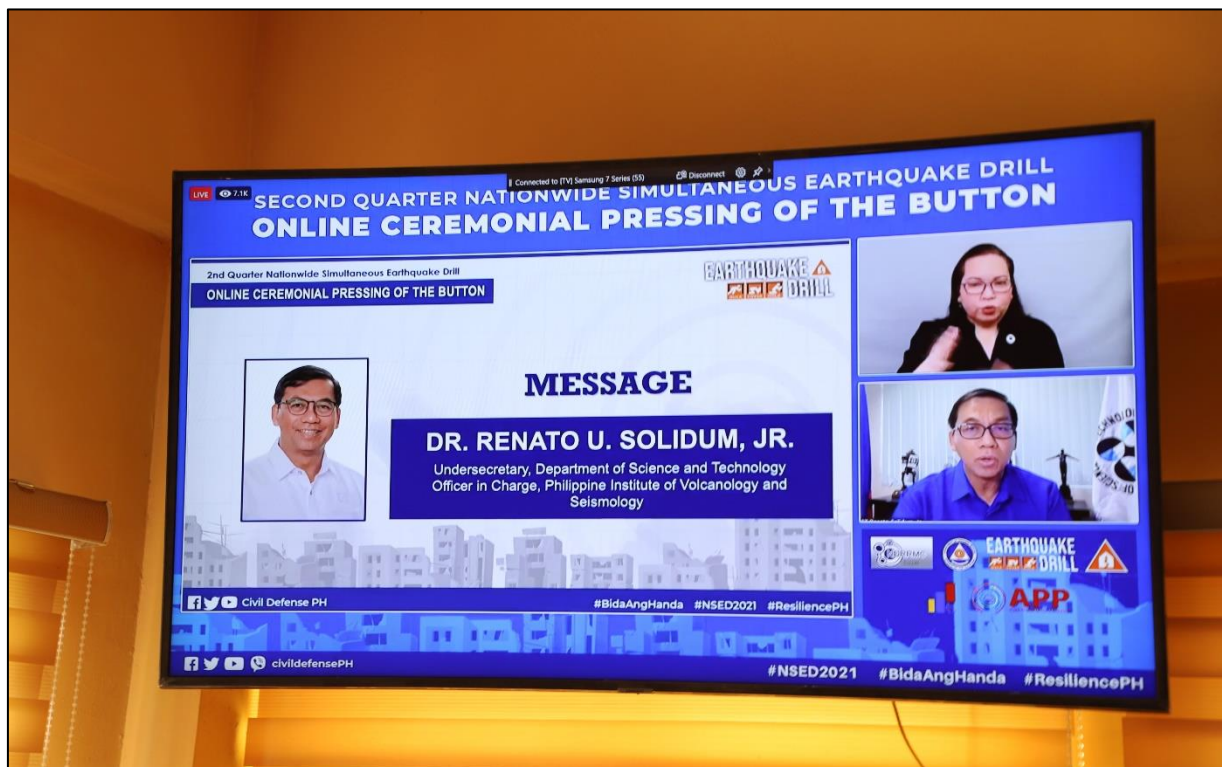 LIVE 7.1K
Connected to [TV] Samsung 7 Series (55) Disconnect
SECOND QUARTER NATIONWIDE SIMULTANEOUS EARTHQUAKE DRILL
ONLINE CEREMONIAL PRESSING OF THE BUTTON
2nd Quarter Nationwide Simultaneous Earthquake Drill
ONLINE CEREMONIAL PRESSING OF THE BUTTON
EARTHQUAKE
DRILL
MESSAGE
DR. RENATO U. SOLIDUM, JR.
Undersecretary, Department of Science and Technology
Officer in Charge, Philippine Institute of Volcanology and
Seismology
Civil Defense PH
#BidaAngHanda #NSED2021 #ResiliencePH
EARTHQUAKE
DRILL
APP
civildefensePH
#NSED2021 #BidaAngHanda #ResiliencePH